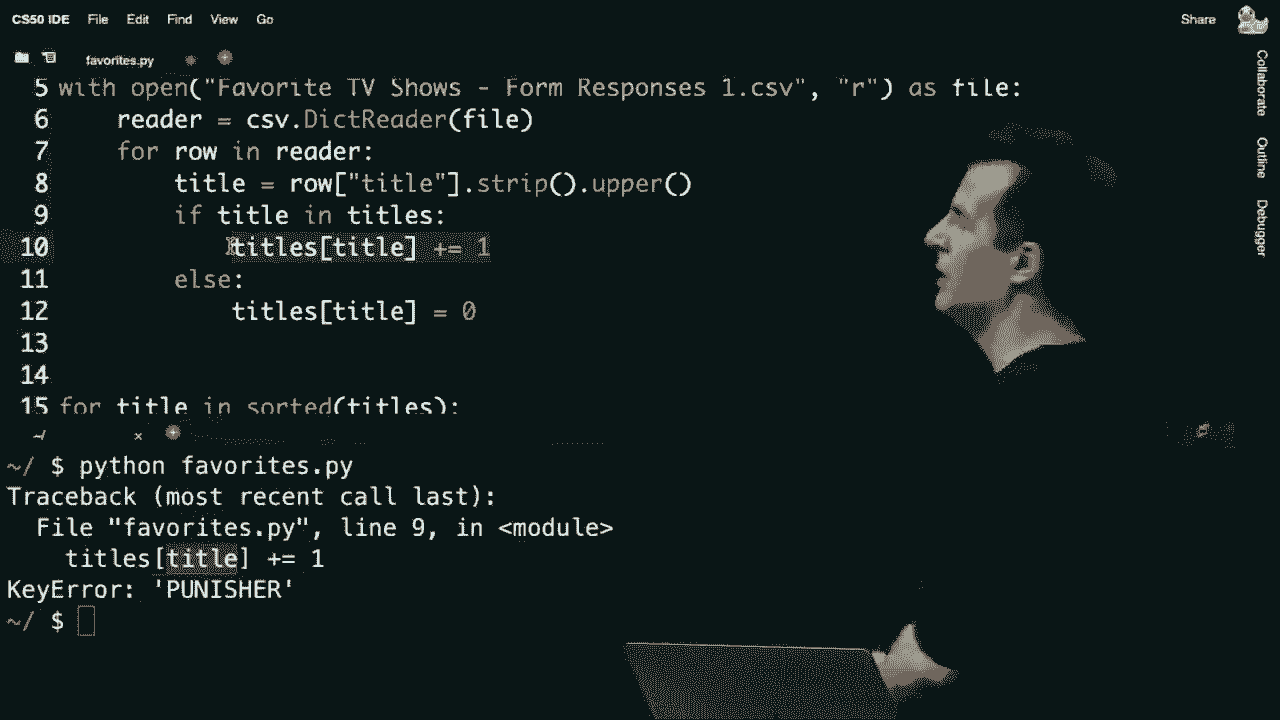 CS50 IDE File Edit Find View Go Share
favorites.py
Collaborate
Outline
Debugger
5 with open("Favorite TV Shows - Form Responses 1.csv", "r") as file:
6 reader = csv.DictReader(file)
7 for row in reader:
8 title = row["title"].strip().upper()
9 if title in titles:
10 titles[title] += 1
11 else:
12 titles[title] = 0
13
14
15 for title in sorted(titles):
~/ $ python favorites.py
Traceback (most recent call last):
File "favorites.py", line 9, in <module>
titles[title] += 1
KeyError: 'PUNISHER'
~/ $